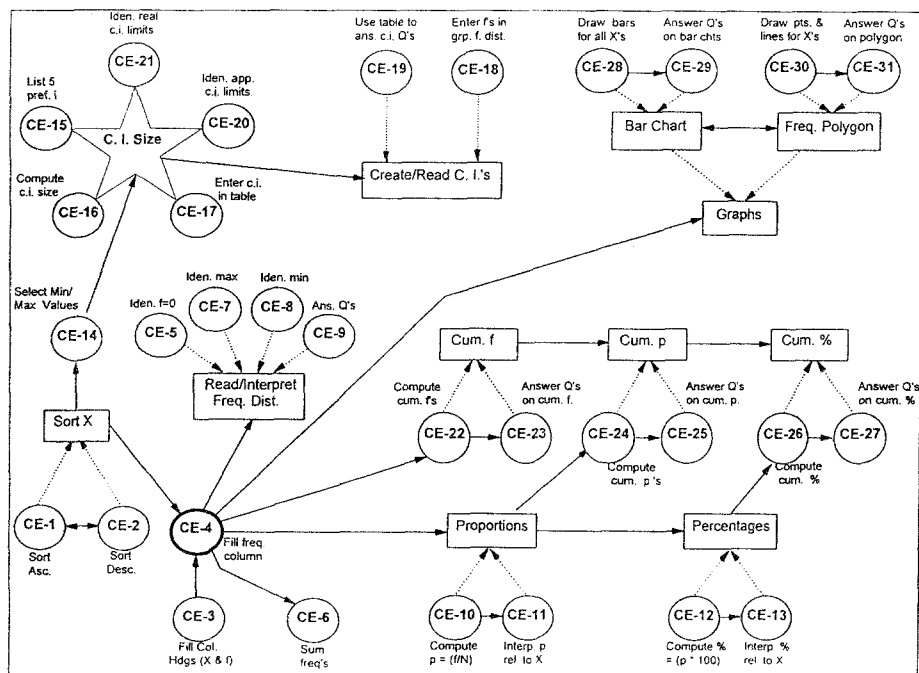 Iden. real
c.i. limits
CE-21
List 5
pref. i
CE-15
Iden. app.
c.i. limits.
CE-20
C. I. Size
Compute
c.i. size
CE-16
Enter c.i.
in table
CE-17
Use table to
ans. c.i. Q's
CE-19
Enter f's in
grp. f. dist.
CE-18
Create/Read C. I.'s
Draw bars
for all X's
CE-28
Answer Q's
on bar chts
CE-29
Draw pts. &
lines for X's
CE-30
Answer Q's
on polygon
CE-31
Bar Chart
Freq. Polygon
Graphs
Select Min/
Max Values
CE-14
Iden. f=0
CE-5
Iden. max
CE-7
Iden. min
CE-8
Ans. Q's
CE-9
Read/Interpret
Freq. Dist.
Sort X
CE-1
Sort
Asc.
CE-2
Sort
Desc.
CE-4
Fill freq.
column
CE-3
Fill Col.
Hdgs (X & f)
CE-6
Sum
freq's
Cum. f
Cum. p
Cum. %
Compute
cum. f's
CE-22
Answer Q's
on cum. f.
CE-23
CE-24
Compute
cum. p's
Answer Q's
on cum. p.
CE-25
CE-26
Compute
cum. %
Answer Q's
on cum. %
CE-27
Proportions
Percentages
CE-10
Compute
p = (f/N)
CE-11
Interp. p
rel to X
CE-12
Compute %
= (p * 100)
CE-13
Interp. %
rel. to X